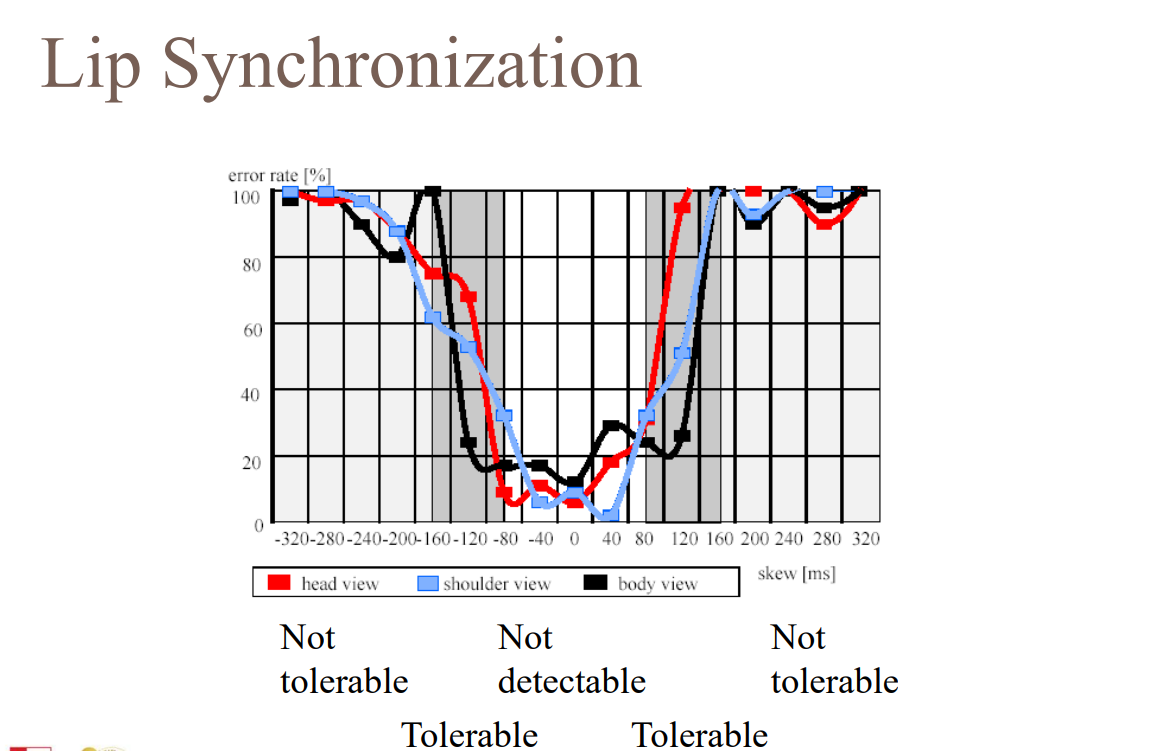 Lip Synchronization
error rate [%]
100
80
60
40
20
0
-320-280-240-200-160-120 -80 -40 0 40 80 120 160 200 240 280 320
skew [ms]
head view shoulder view body view
Not Not Not
tolerable detectable tolerable
Tolerable Tolerable